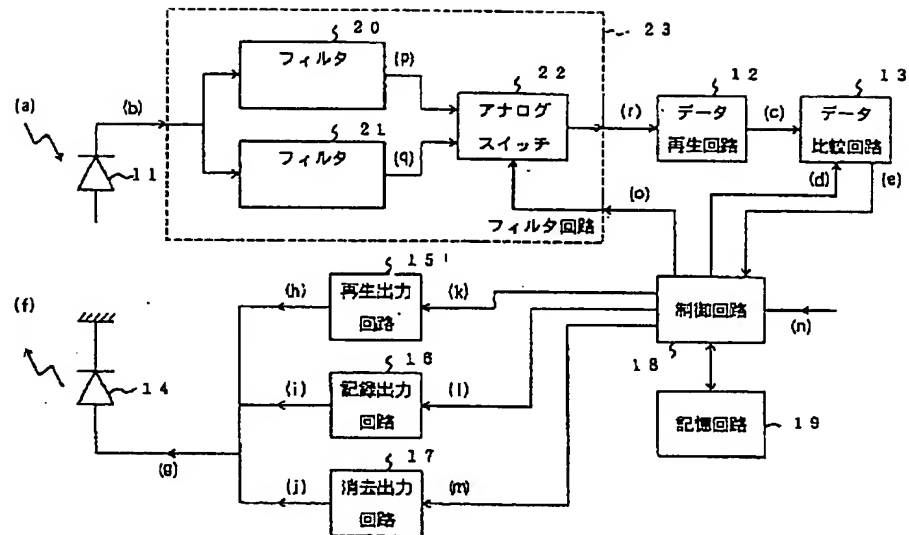 20
23
フィルタ
(p)
22
12
13
(a)
(b)
アナログ
スイッチ
(r)
データ
再生回路
(c)
データ
比較回路
21
フィルタ
(q)
11
(d)
(e)
(o)
フィルタ回路
15
(f)
(h)
再生出力
回路
(k)
制御回路
(n)
18
16
14
(i)
記録出力
回路
(l)
記憶回路
19
(g)
17
(j)
消去出力
回路
(m)